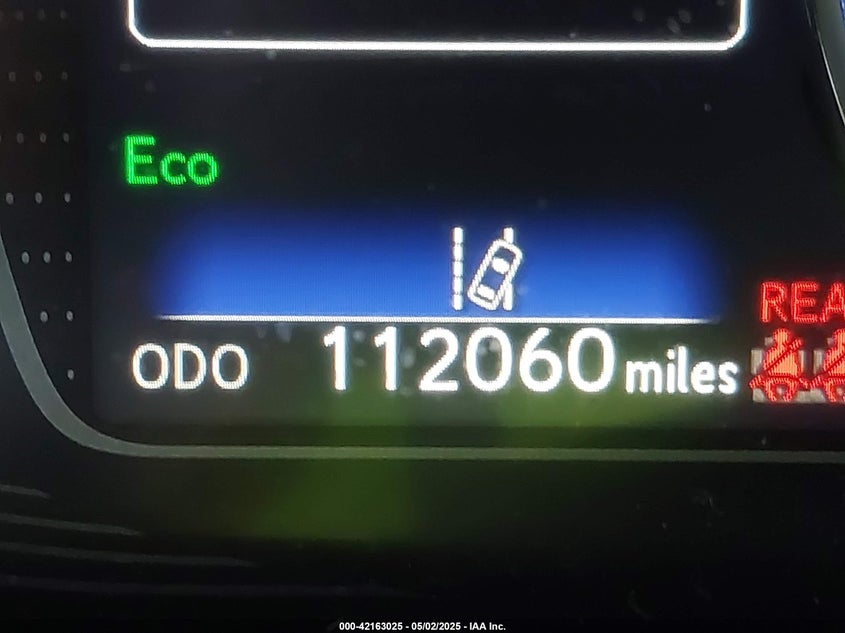 Eco
REA
ODO 112060 miles
000-42163025 - 05/02/2025 - IAA Inc.